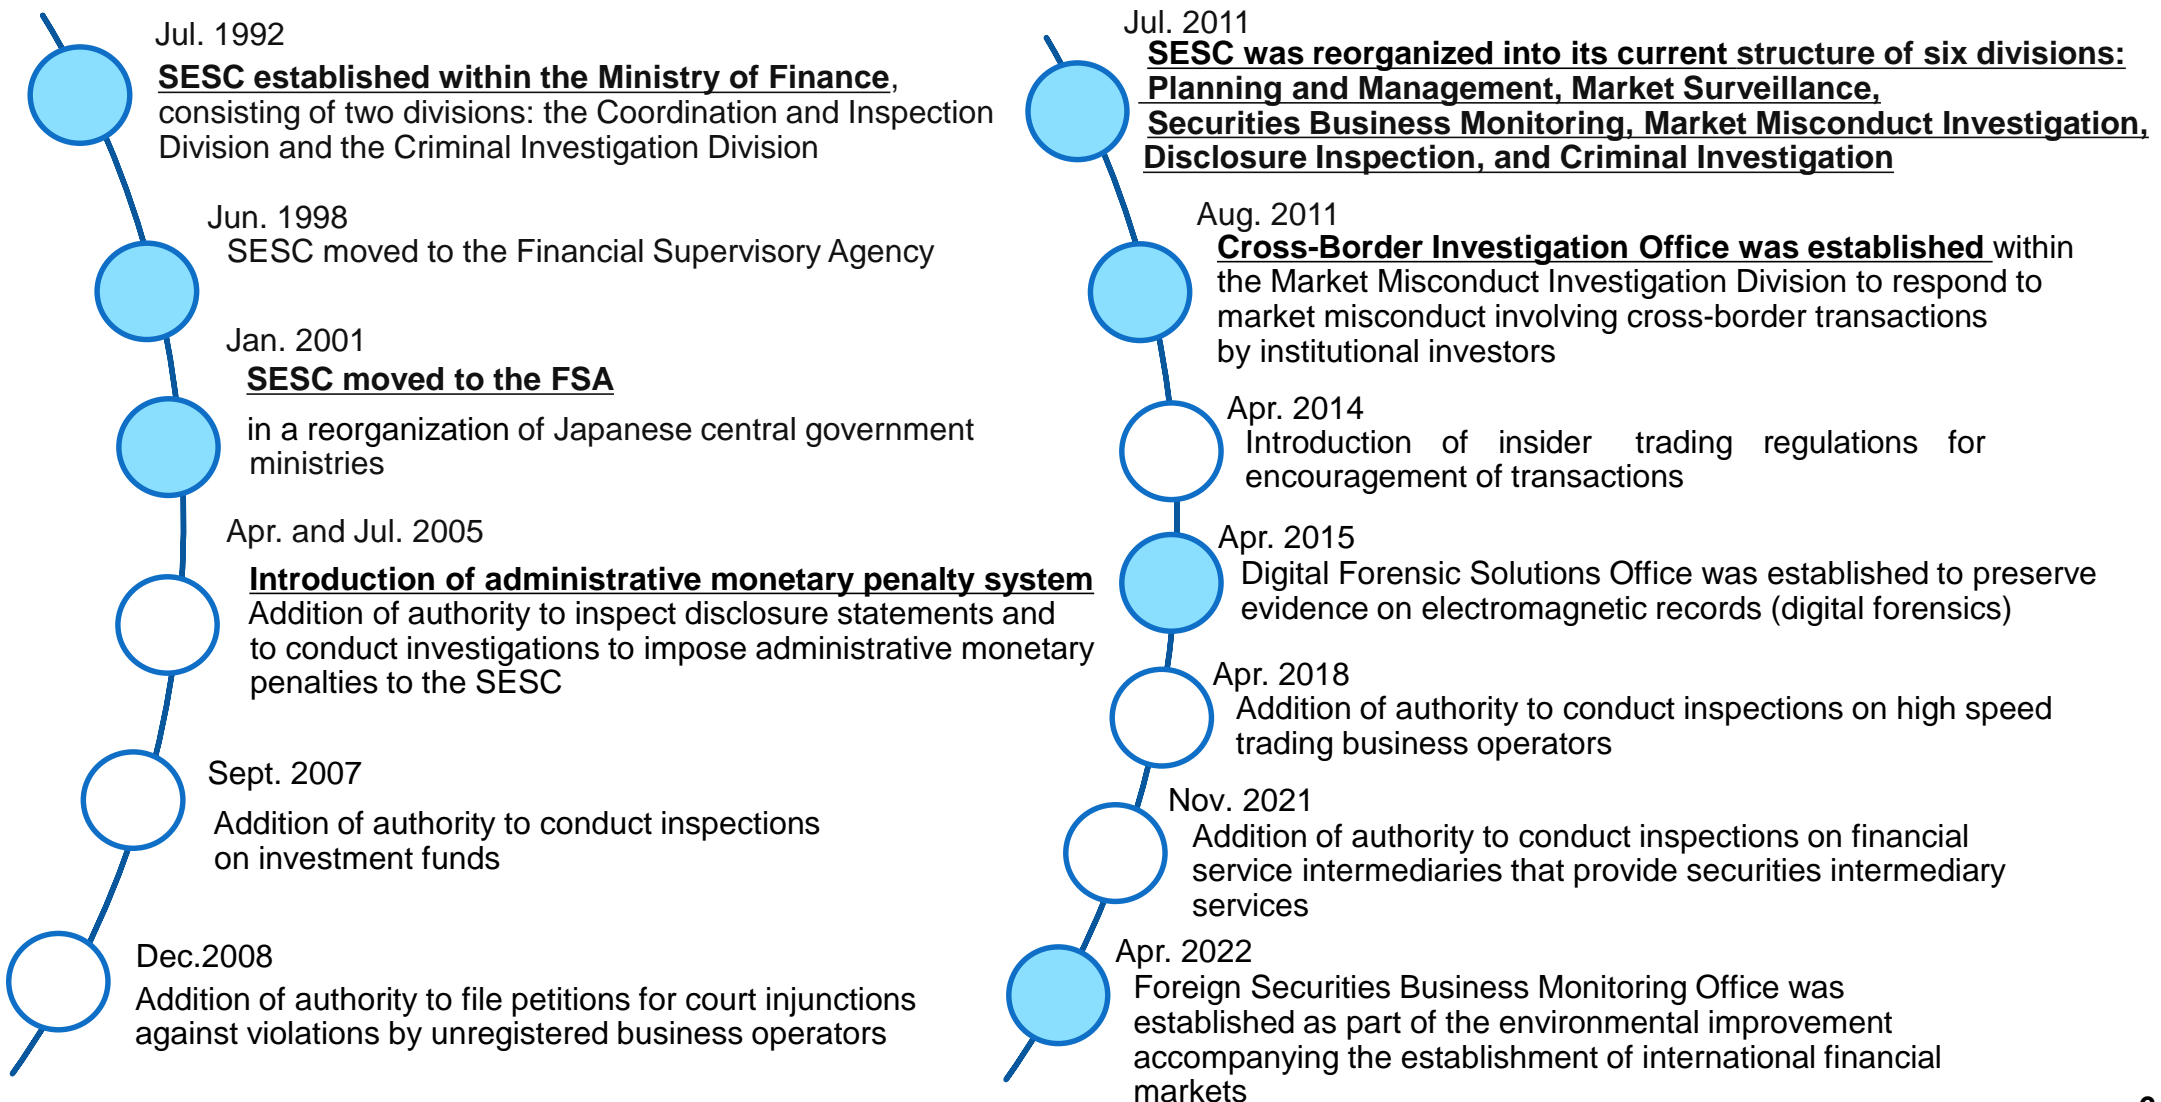 Jul. 1992
SESC established within the Ministry of Finance,
consisting of two divisions: the Coordination and Inspection
Division and the Criminal Investigation Division
Jun. 1998
SESC moved to the Financial Supervisory Agency
Jan. 2001
SESC moved to the FSA
in a reorganization of Japanese central government
ministries
Apr. and Jul. 2005
Introduction of administrative monetary penalty system
Addition of authority to inspect disclosure statements and
to conduct investigations to impose administrative monetary
penalties to the SESC
Sept. 2007
Addition of authority to conduct inspections
on investment funds
Dec.2008
Addition of authority to file petitions for court injunctions
against violations by unregistered business operators
Jul. 2011
SESC was reorganized into its current structure of six divisions:
Planning and Management, Market Surveillance,
Securities Business Monitoring, Market Misconduct Investigation,
Disclosure Inspection, and Criminal Investigation
Aug. 2011
Cross-Border Investigation Office was established within
the Market Misconduct Investigation Division to respond to
market misconduct involving cross-border transactions
by institutional investors
Apr. 2014
Introduction of insider trading regulations for
encouragement of transactions
Apr. 2015
Digital Forensic Solutions Office was established to preserve
evidence on electromagnetic records (digital forensics)
Apr. 2018
Addition of authority to conduct inspections on high speed
trading business operators
Nov. 2021
Addition of authority to conduct inspections on financial
service intermediaries that provide securities intermediary
services
Apr. 2022
Foreign Securities Business Monitoring Office was
established as part of the environmental improvement
accompanying the establishment of international financial
markets